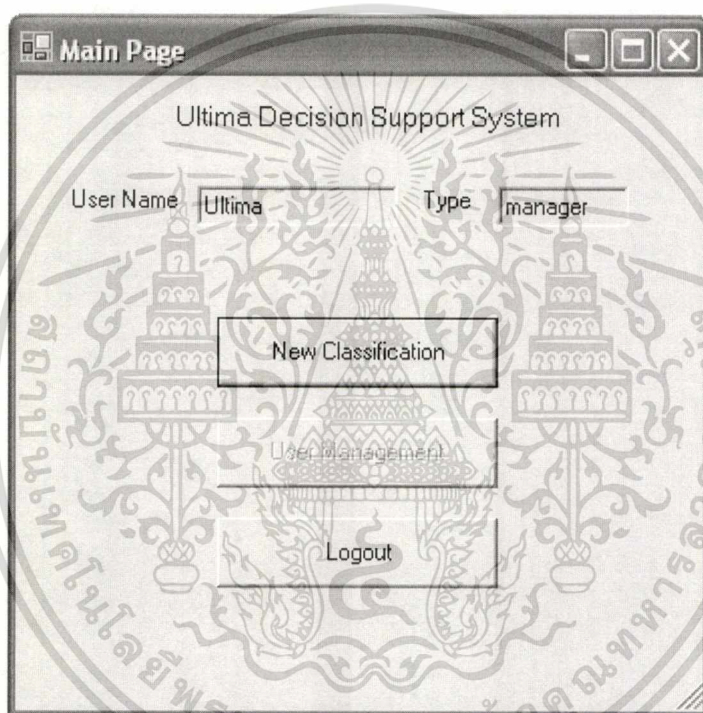 Main Page
Ultima Decision Support System
User Name Ultima Type manager
New Classification
User Management
Logout